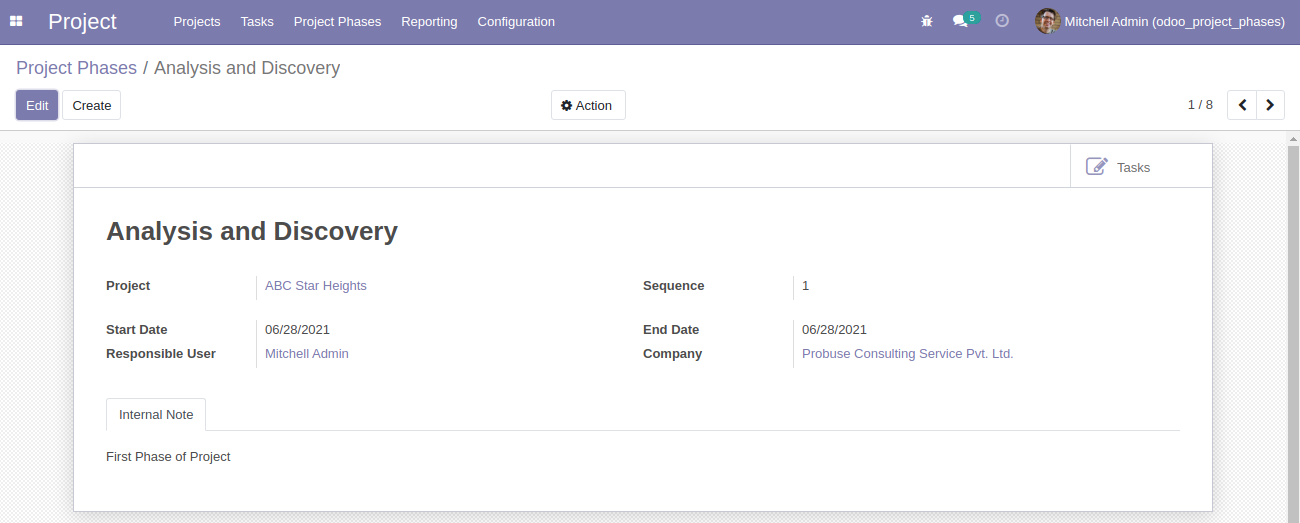 Project Projects Tasks Project Phases Reporting Configuration 5 Mitchell Admin (odoo_project_phases)
Project Phases / Analysis and Discovery
Edit Create Action 1 / 8
Tasks
Analysis and Discovery
Project ABC Star Heights Sequence 1
Start Date 06/28/2021 End Date 06/28/2021
Responsible User Mitchell Admin Company Probuse Consulting Service Pvt. Ltd.
Internal Note
First Phase of Project